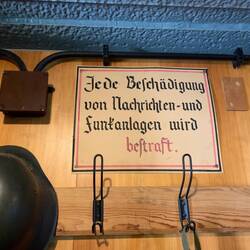 Jede Beschädigung
von Nachrichten-und
Funkanlagen wird
bestraft.